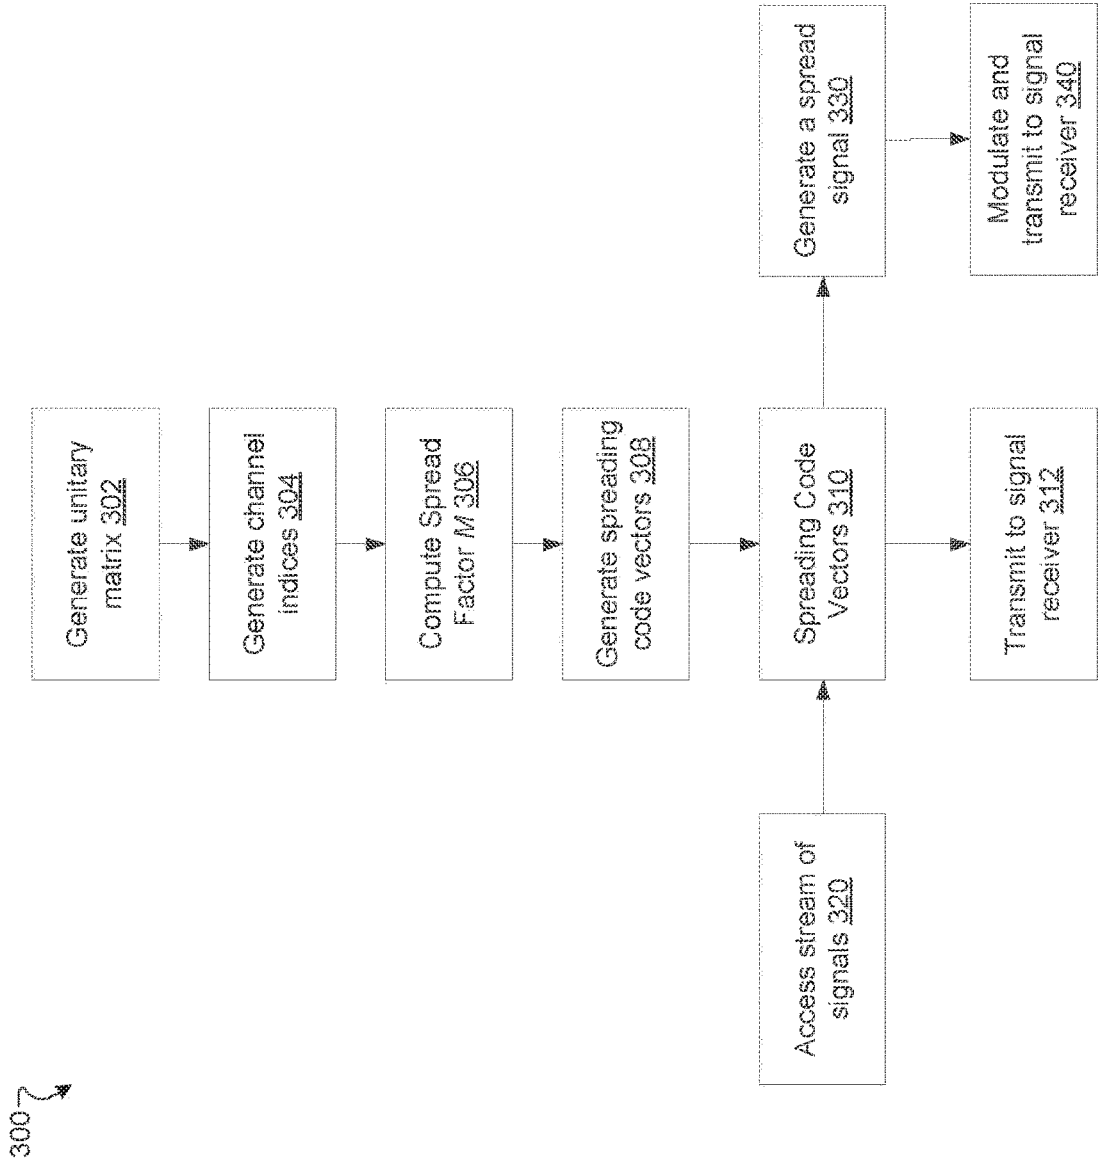 300
Generate unitary
matrix 302
Generate channel
indices 304
Compute Spread
Factor M 306
Generate spreading
code vectors 308
Access stream of
signals 320
Spreading Code
Vectors 310
Generate a spread
signal 330
Transmit to signal
receiver 312
Modulate and
transmit to signal
receiver 340